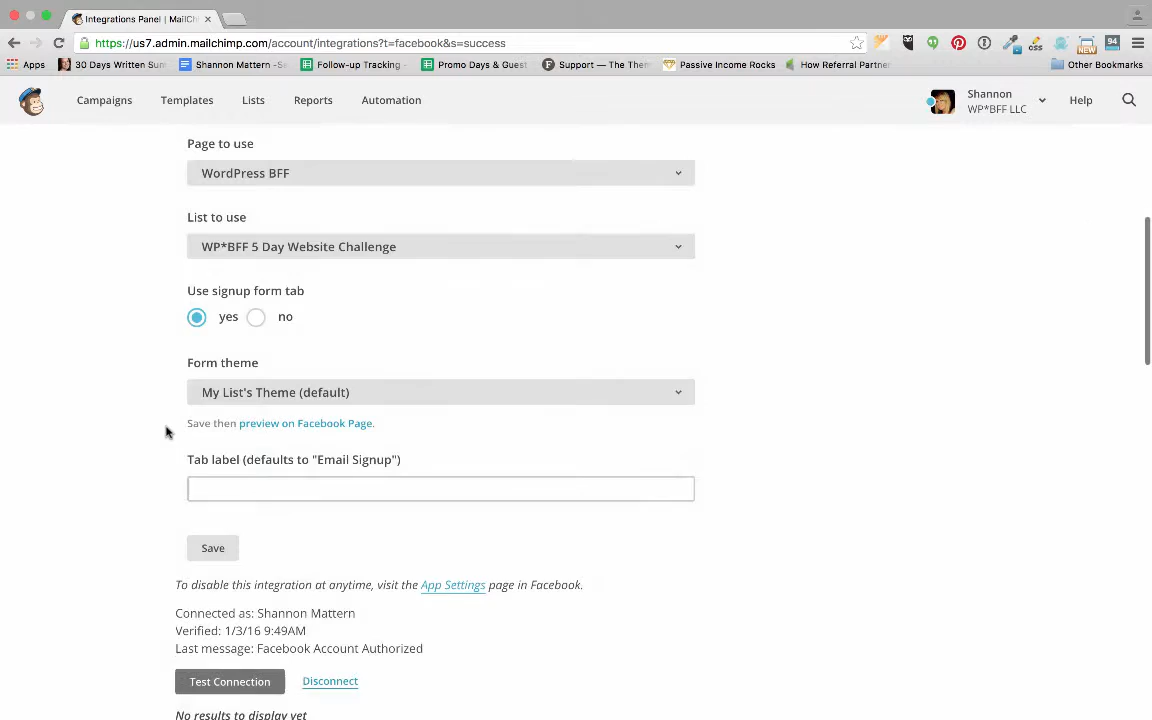 Integrations Panel | MailChi
https://us7.admin.mailchimp.com/account/integrations?t=facebook&s=success
NEW
94
Apps
30 Days Written Sum
Shannon Mattern -S
Follow-up Tracking
Promo Days & Guest
Support — The Them
Passive Income Rocks
How Referral Partner
Other Bookmarks
Campaigns
Templates
Lists
Reports
Automation
Shannon
WP*BFF LLC
Help
Page to use
WordPress BFF
List to use
WP*BFF 5 Day Website Challenge
Use signup form tab
yes
no
Form theme
My List's Theme (default)
Save then preview on Facebook Page.
Tab label (defaults to "Email Signup")
Save
To disable this integration at anytime, visit the App Settings page in Facebook.
Connected as: Shannon Mattern
Verified: 1/3/16 9:49AM
Last message: Facebook Account Authorized
Test Connection
Disconnect
No results to display yet